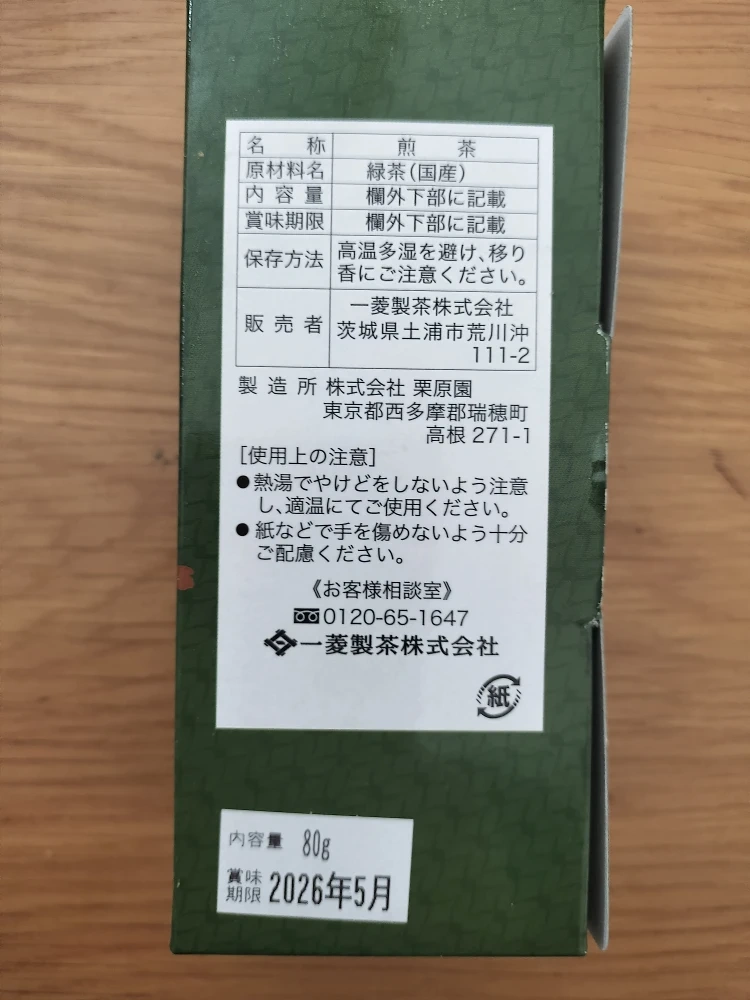 名称 煎茶
原材料名 緑茶(国産)
内容量 欄外下部に記載
賞味期限 欄外下部に記載
保存方法 高温多湿を避け、移り
香にご注意ください。
販売者 一菱製茶株式会社
茨城県土浦市荒川沖
111-2
製造所 株式会社 栗原園
東京都西多摩郡瑞穂町
高根 271-1
[使用上の注意]
●熱湯でやけどをしないよう注意
し、適温にてご使用ください。
●紙などで手を傷めないよう十分
ご配慮ください。
《お客様相談室》
0120-65-1647
一菱製茶株式会社
紙
内容量 80g
賞味
期限 2026年5月